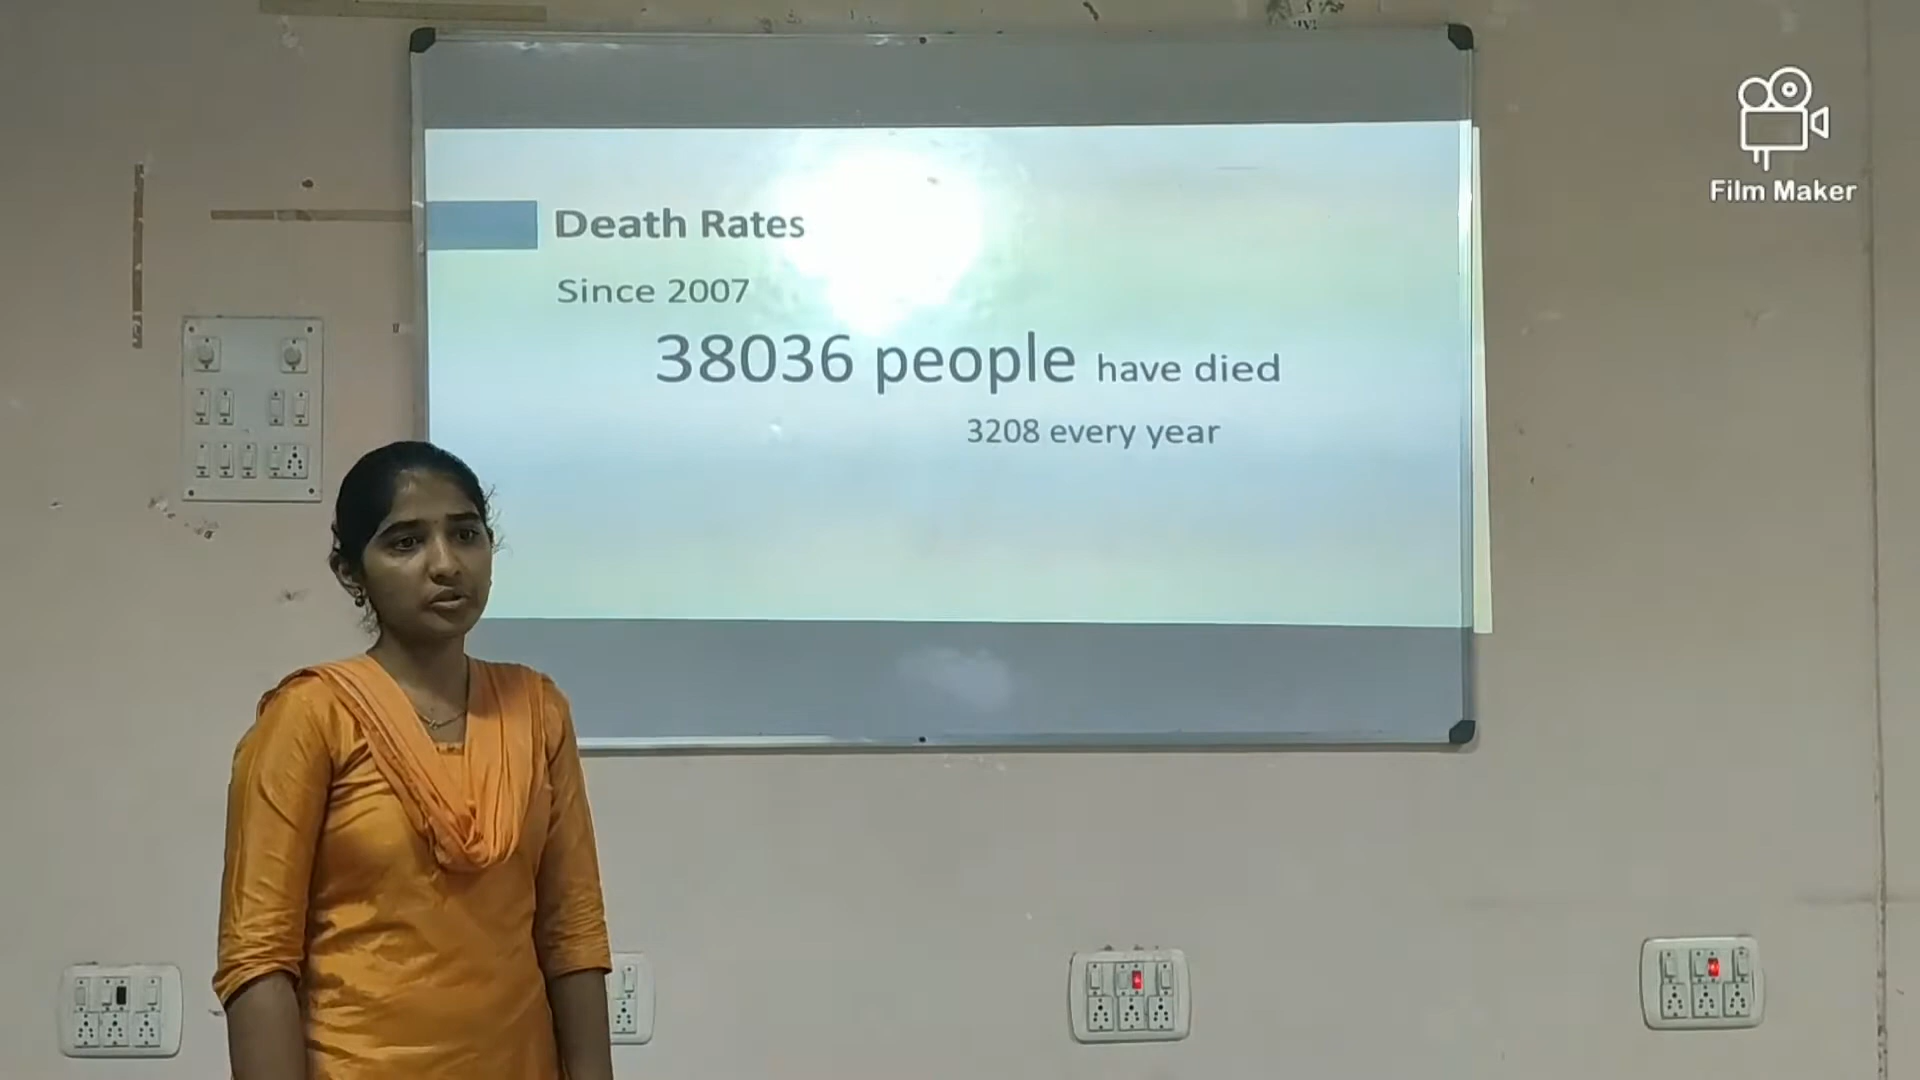 Death Rates
Since 2007
38036 people have died
3208 every year
Film Maker